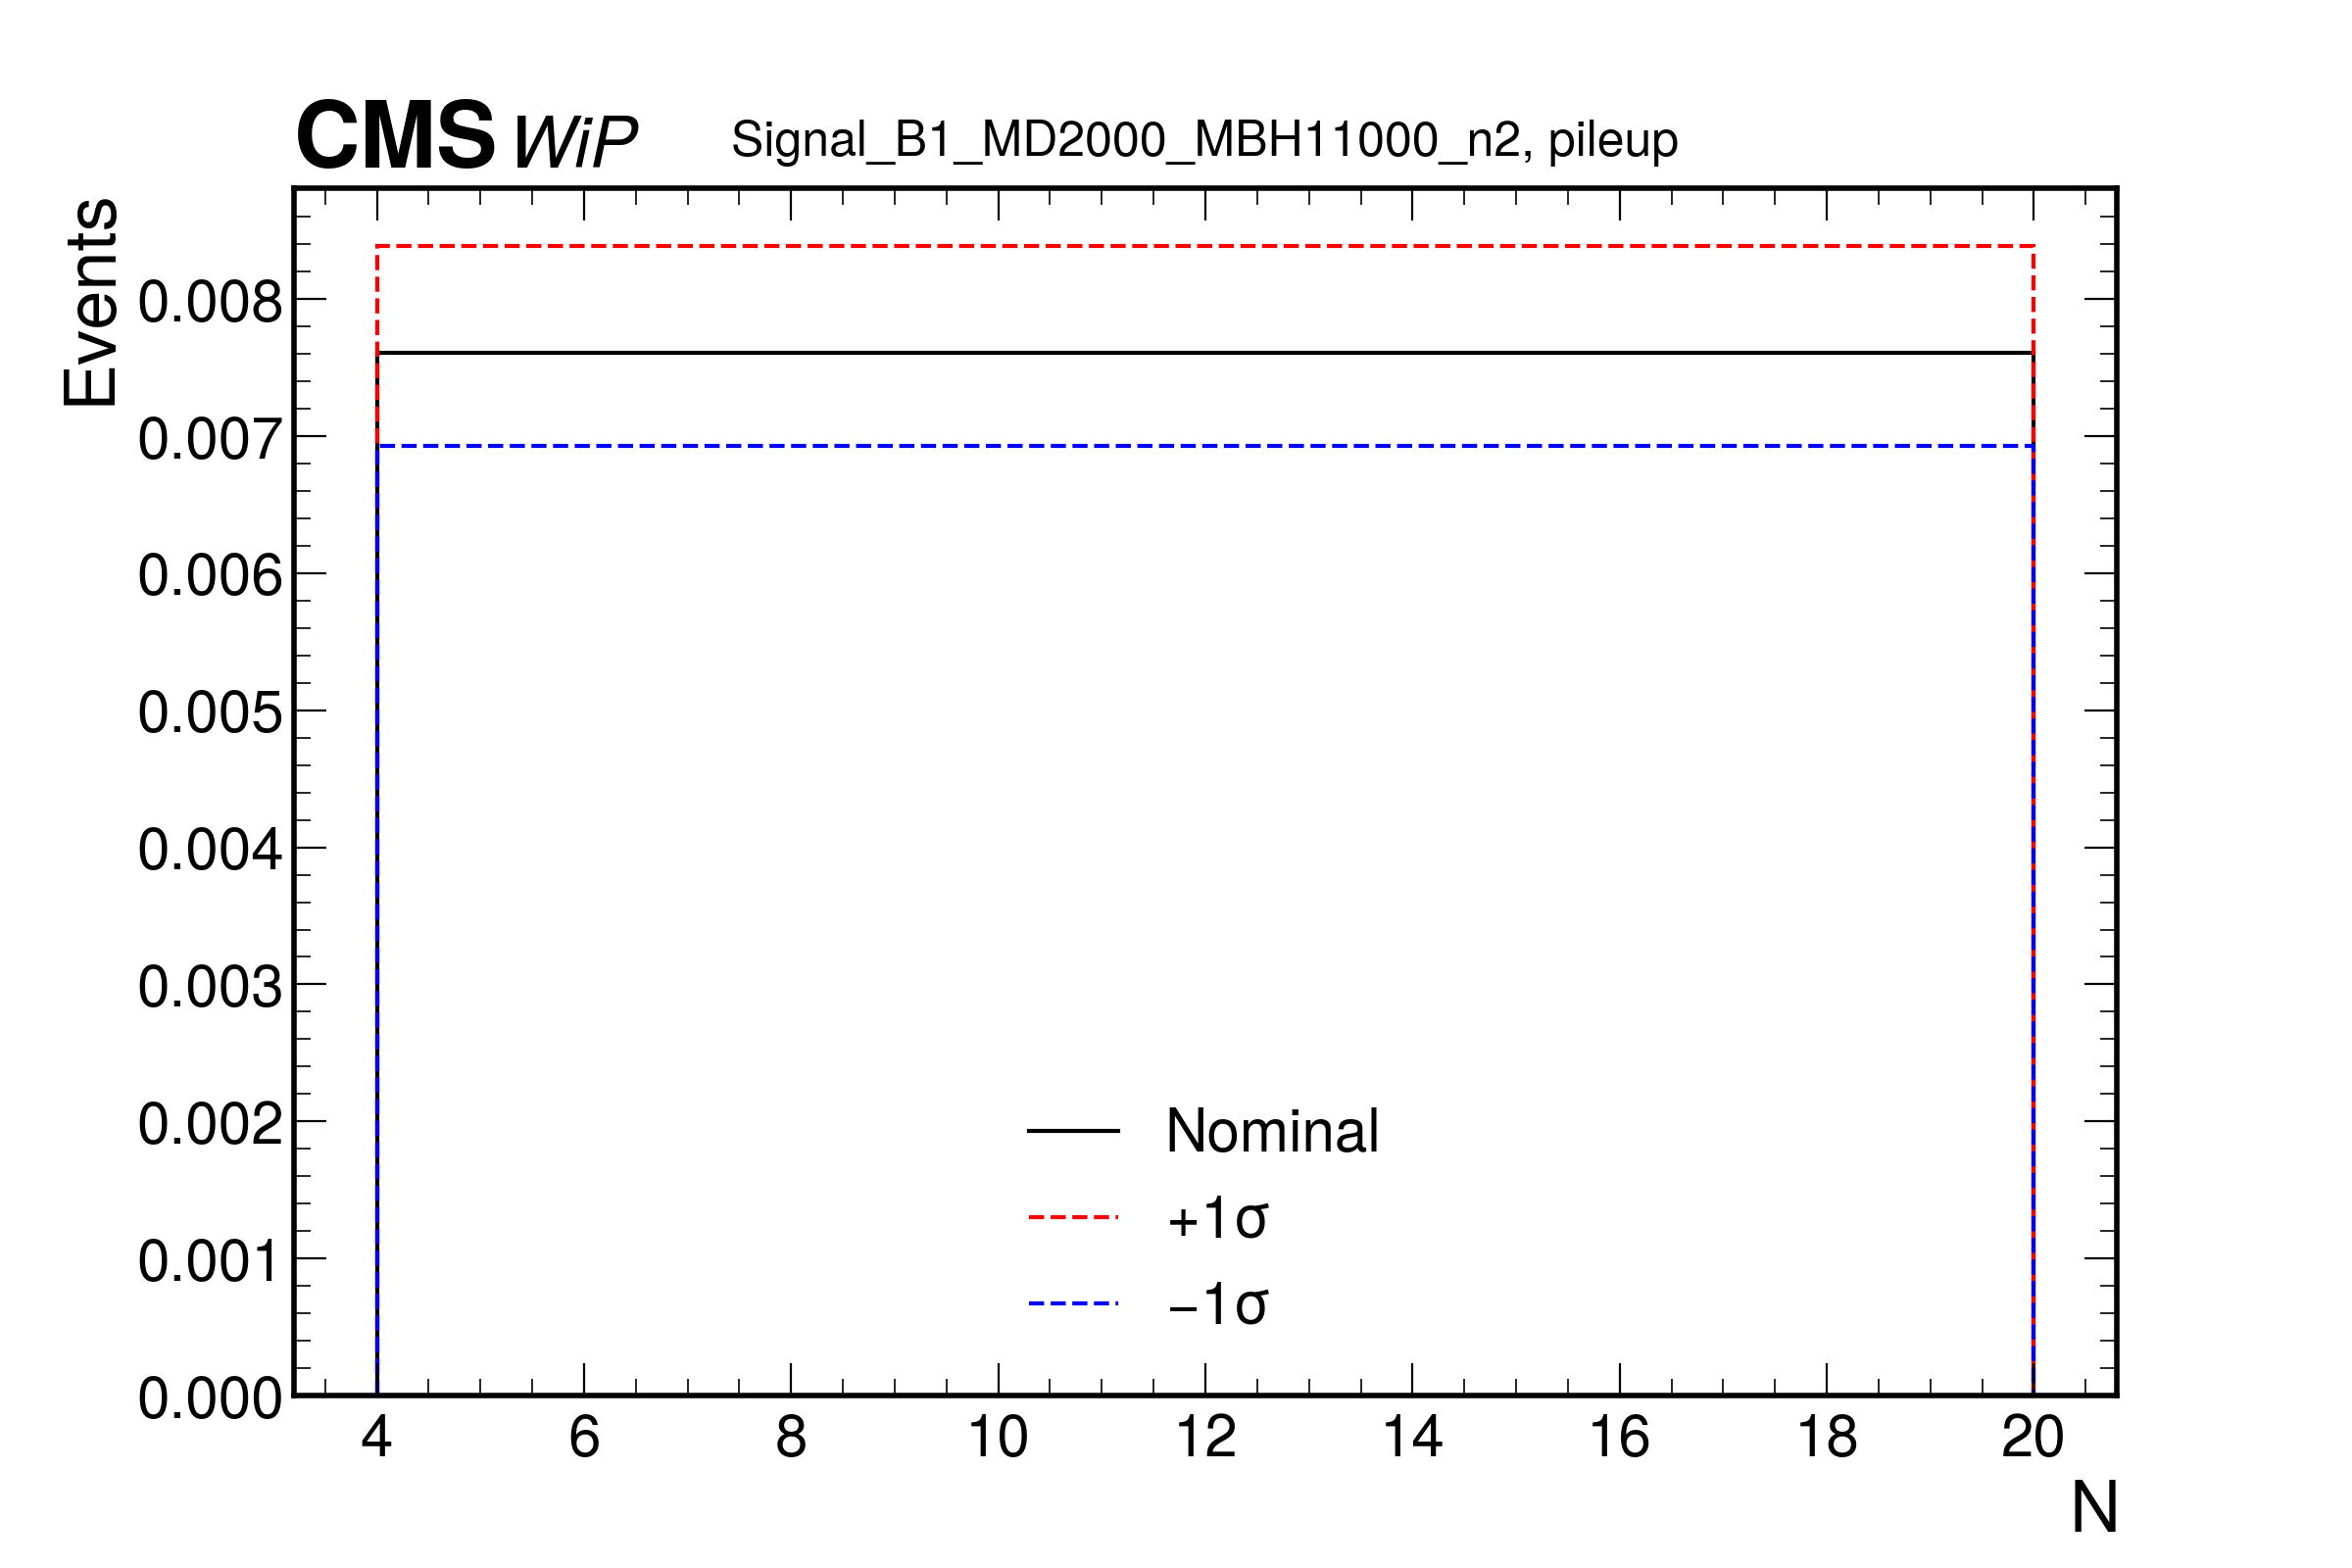 CMS WiP Signal_B1_MD2000_MBH11000_n2, pileup
Events
0.008
0.007
0.006
0.005
0.004
0.003
0.002
0.001
0.000
Nominal
+1σ
−1σ
4 6 8 10 12 14 16 18 20
N